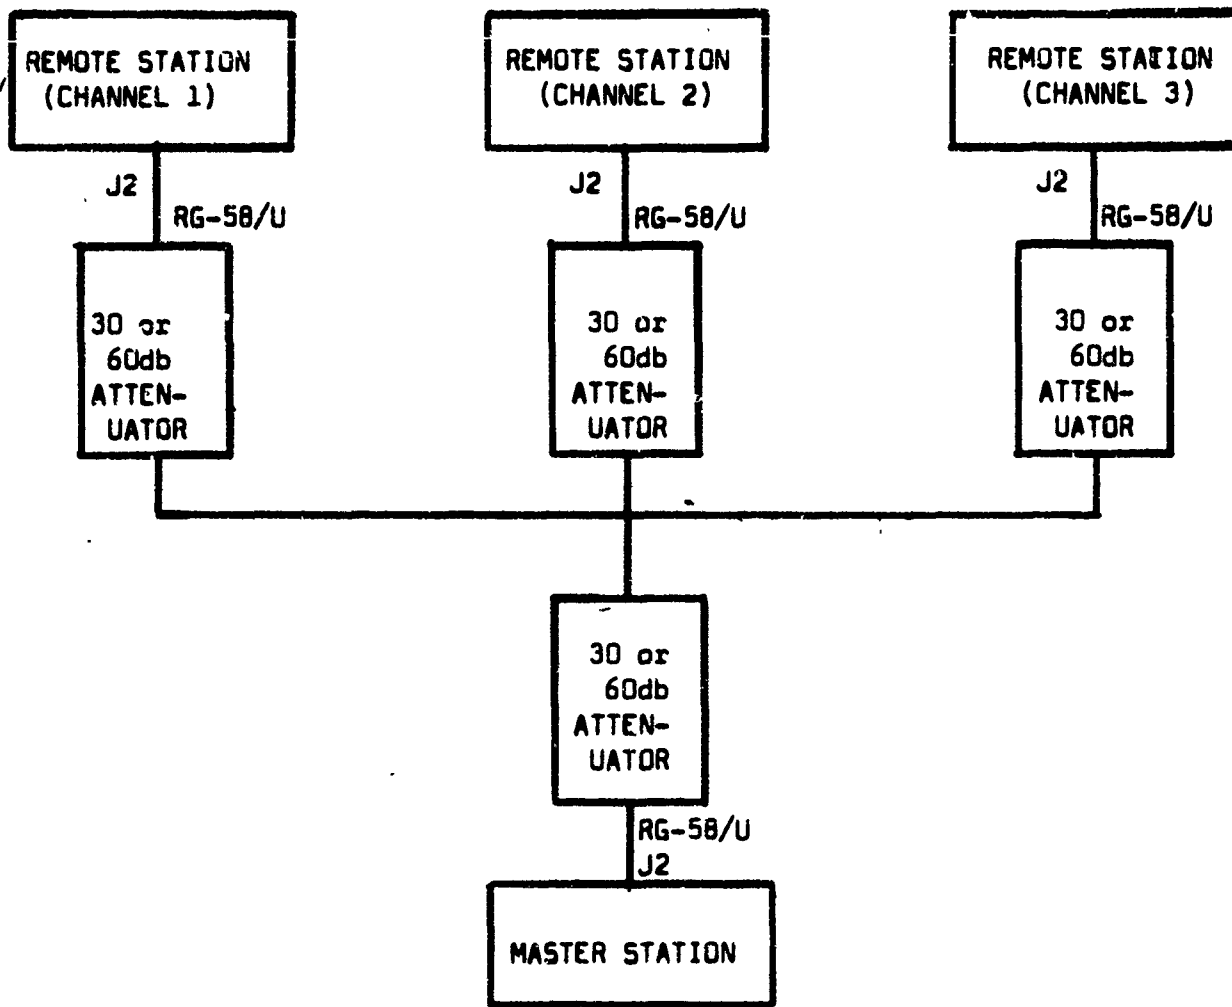 REMOTE STATION
(CHANNEL 1)
REMOTE STATION
(CHANNEL 2)
REMOTE STATION
(CHANNEL 3)
J2
RG-58/U
J2
RG-58/U
J2
RG-58/U
30 or
60db
ATTEN-
UATOR
30 or
60db
ATTEN-
UATOR
30 or
60db
ATTEN-
UATOR
30 or
60db
ATTEN-
UATOR
RG-58/U
J2
MASTER STATION